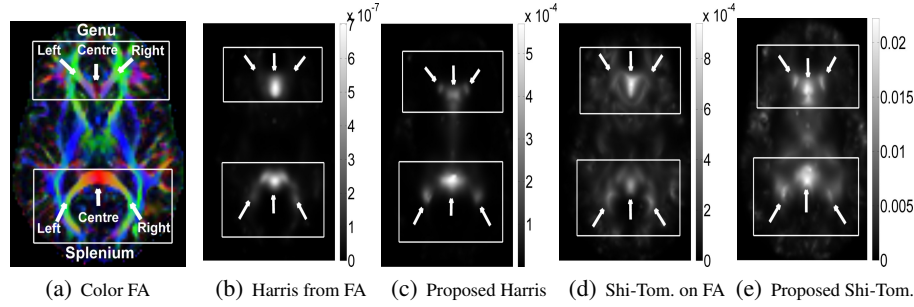 Genu
Left Centre Right
Left Centre Right
Splenium
(a) Color FA
x 10-7
7
6
5
4
3
2
1
0
(b) Harris from FA
x 10-4
5
4
3
2
1
(c) Proposed Harris
x 10-4
8
6
4
2
0
(d) Shi-Tom. on FA
0.02
0.015
0.01
0.005
0
(e) Proposed Shi-Tom.